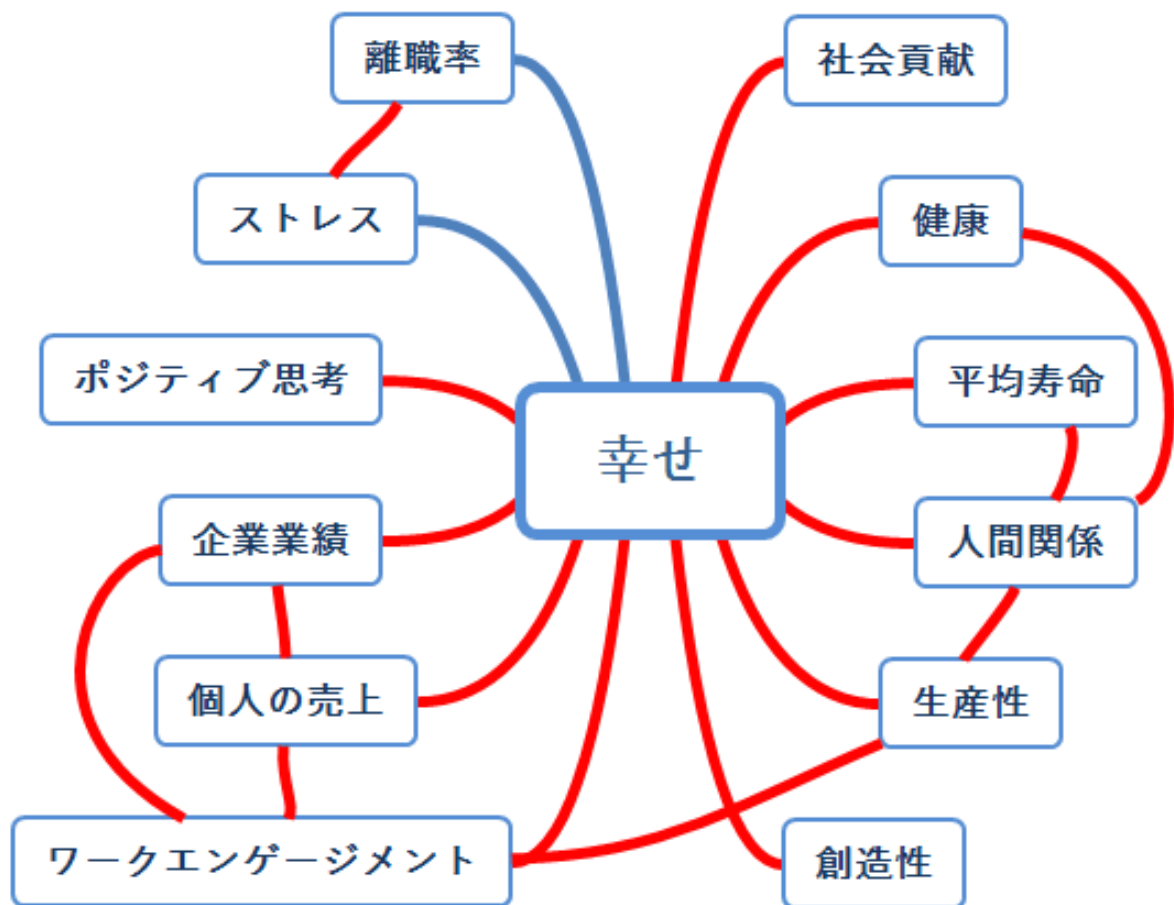 離職率
社会貢献
ストレス
健康
ポジティブ思考
平均寿命
幸せ
企業業績
人間関係
個人の売上
生産性
ワークエンゲージメント
創造性